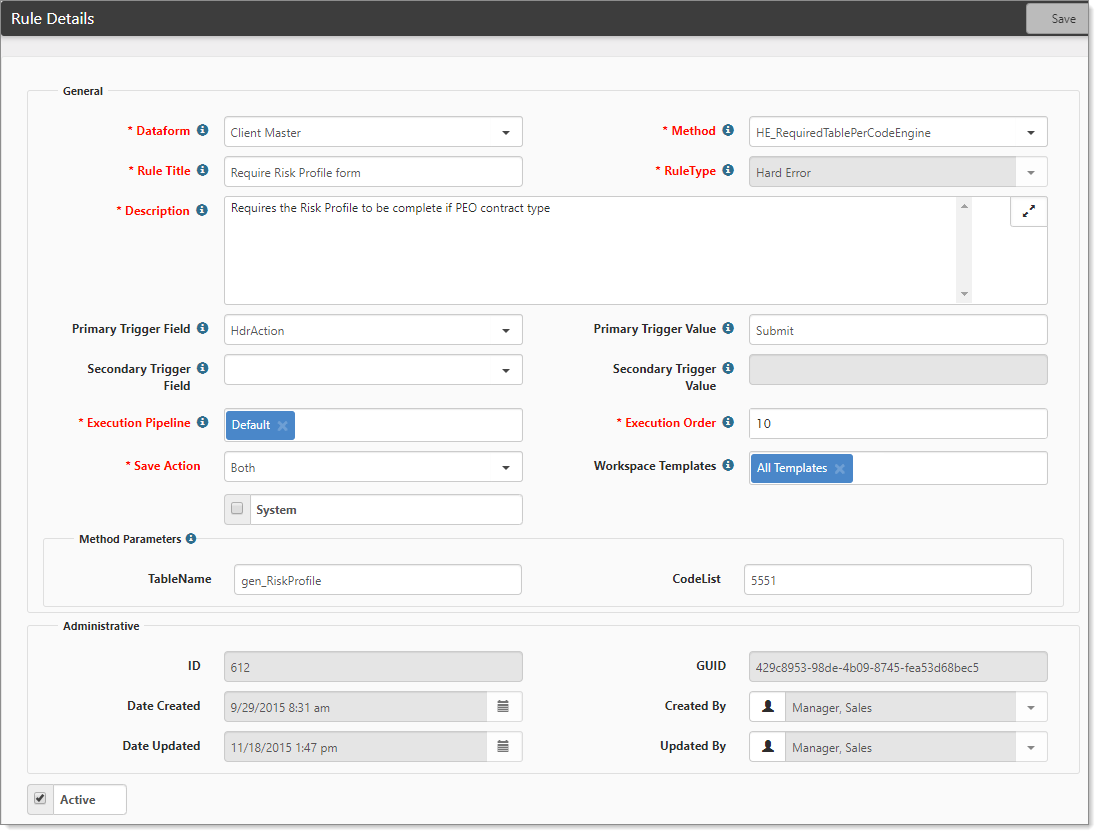 Rule Details
Save
General
* Dataform Client Master * Method HE_RequiredTablePerCodeEngine
* Rule Title Require Risk Profile form * RuleType Hard Error
* Description Requires the Risk Profile to be complete if PEO contract type
Primary Trigger Field HdrAction Primary Trigger Value Submit
Secondary Trigger Secondary Trigger
Field Value
* Execution Pipeline Default * Execution Order 10
* Save Action Both Workspace Templates All Templates
System
Method Parameters
TableName gen_RiskProfile CodeList 5551
Administrative
ID 612 GUID 429c8953-98de-4b09-8745-fea53d68bec5
Date Created 9/29/2015 8:31 am Created By Manager, Sales
Date Updated 11/18/2015 1:47 pm Updated By Manager, Sales
Active